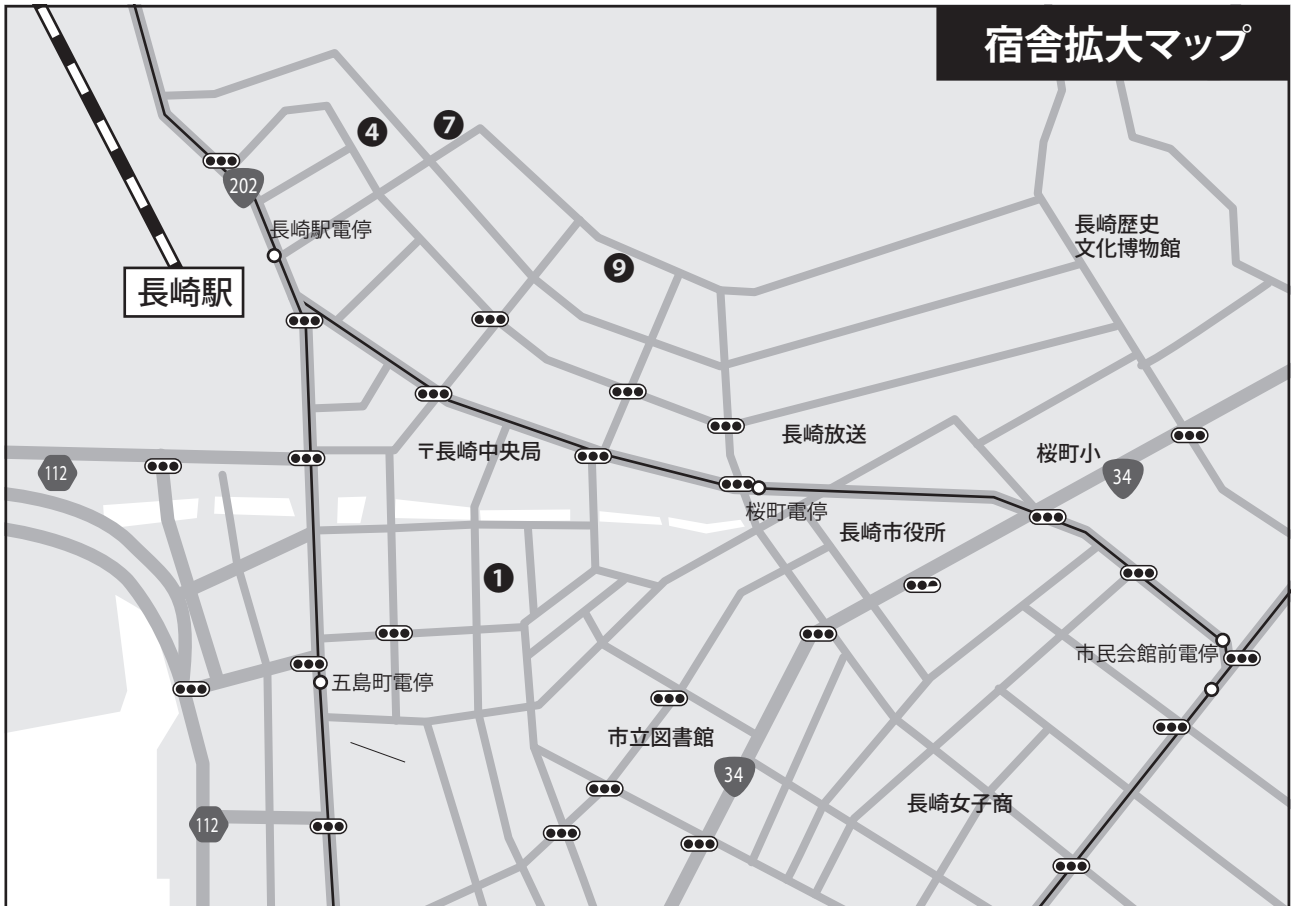 宿舎拡大マップ
4
7
202
長崎駅電停
長崎歴史
文化博物館
9
長崎駅
長崎放送
〒長崎中央局
桜町小
112
34
桜町電停
長崎市役所
1
市民会館前電停
五島町電停
市立図書館
34
長崎女子商
112